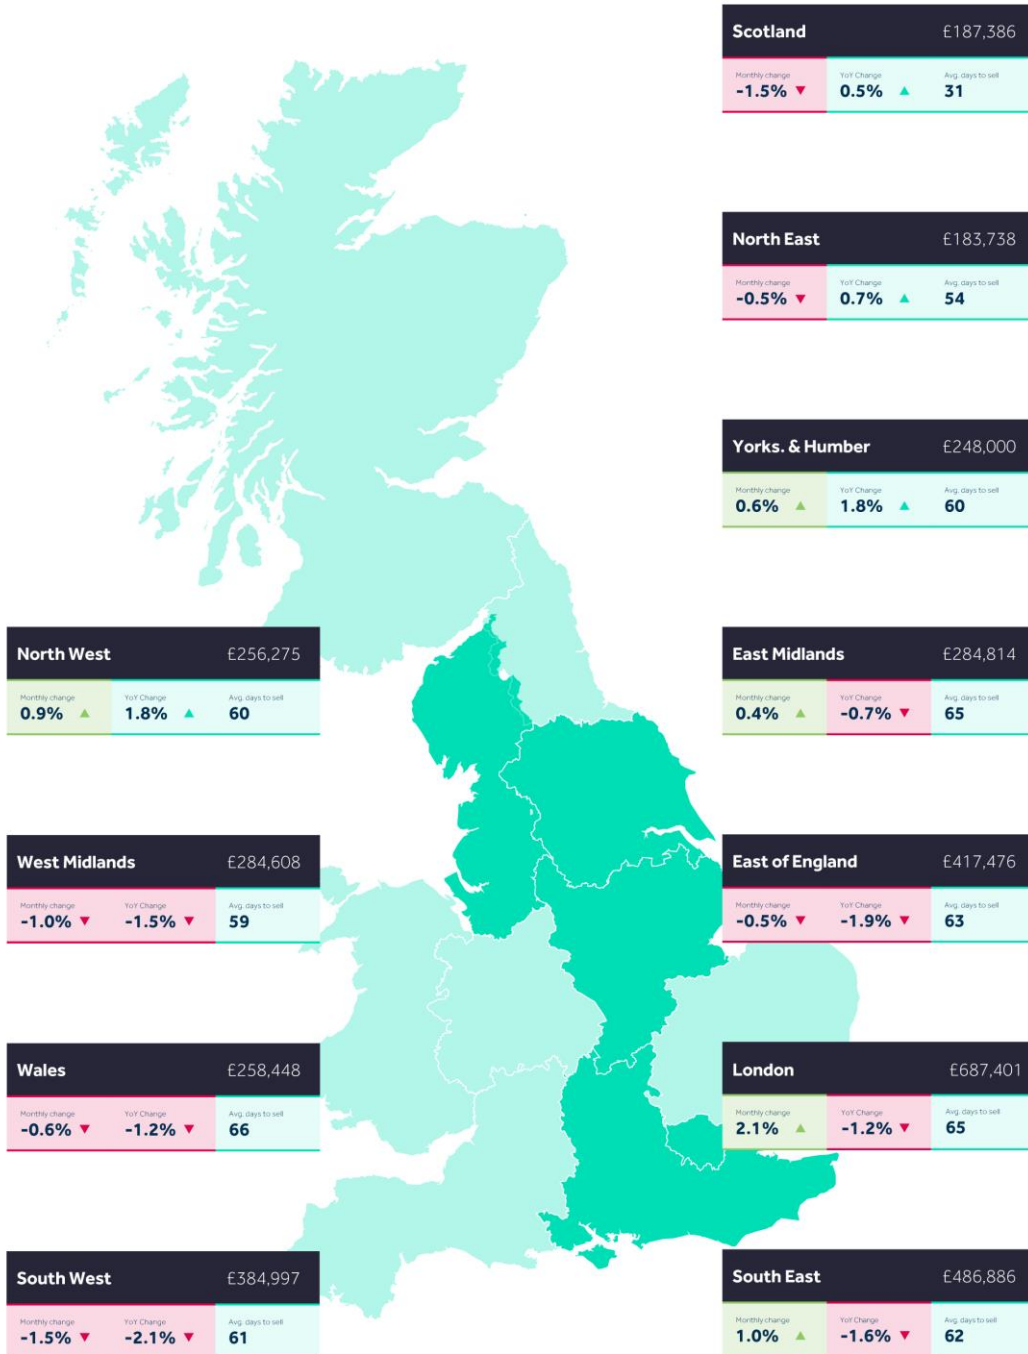 Scotland £187,386
Monthly change YoY Change Avg. days to sell
-1.5% ▼ 0.5% ▲ 31
North East £183,738
Monthly change YoY Change Avg. days to sell
-0.5% ▼ 0.7% ▲ 54
Yorks. & Humber £248,000
Monthly change YoY Change Avg. days to sell
0.6% ▲ 1.8% ▲ 60
North West £256,275
Monthly change YoY Change Avg. days to sell
0.9% ▲ 1.8% ▲ 60
East Midlands £284,814
Monthly change YoY Change Avg. days to sell
0.4% ▲ -0.7% ▼ 65
West Midlands £284,608
Monthly change YoY Change Avg. days to sell
-1.0% ▼ -1.5% ▼ 59
East of England £417,476
Monthly change YoY Change Avg. days to sell
-0.5% ▼ -1.9% ▼ 63
Wales £258,448
Monthly change YoY Change Avg. days to sell
-0.6% ▼ -1.2% ▼ 66
London £687,401
Monthly change YoY Change Avg. days to sell
2.1% ▲ -1.2% ▼ 65
South West £384,997
Monthly change YoY Change Avg. days to sell
-1.5% ▼ -2.1% ▼ 61
South East £486,886
Monthly change YoY Change Avg. days to sell
1.0% ▲ -1.6% ▼ 62